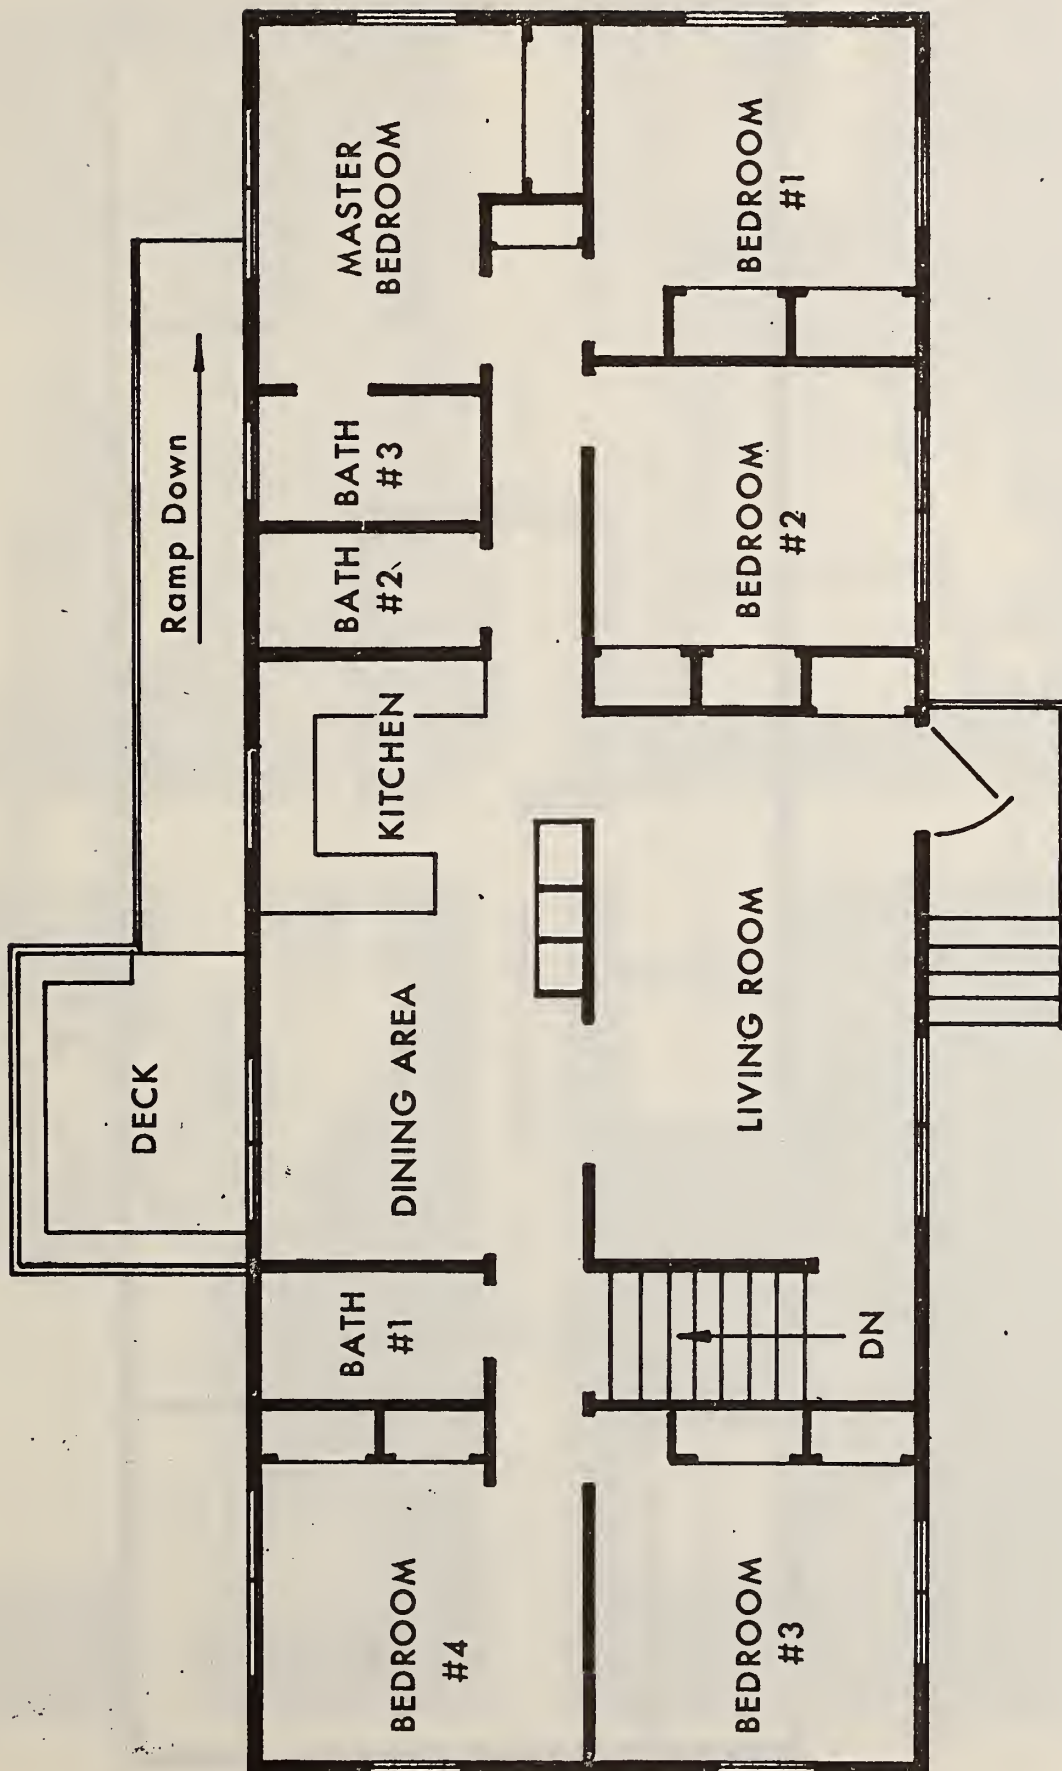 DECK
Ramp Down
BEDROOM
#4
BATH
#1
DINING AREA
KITCHEN
BATH
#2
BATH
#3
MASTER
BEDROOM
BEDROOM
#3
DN
LIVING ROOM
BEDROOM
#2
BEDROOM
#1